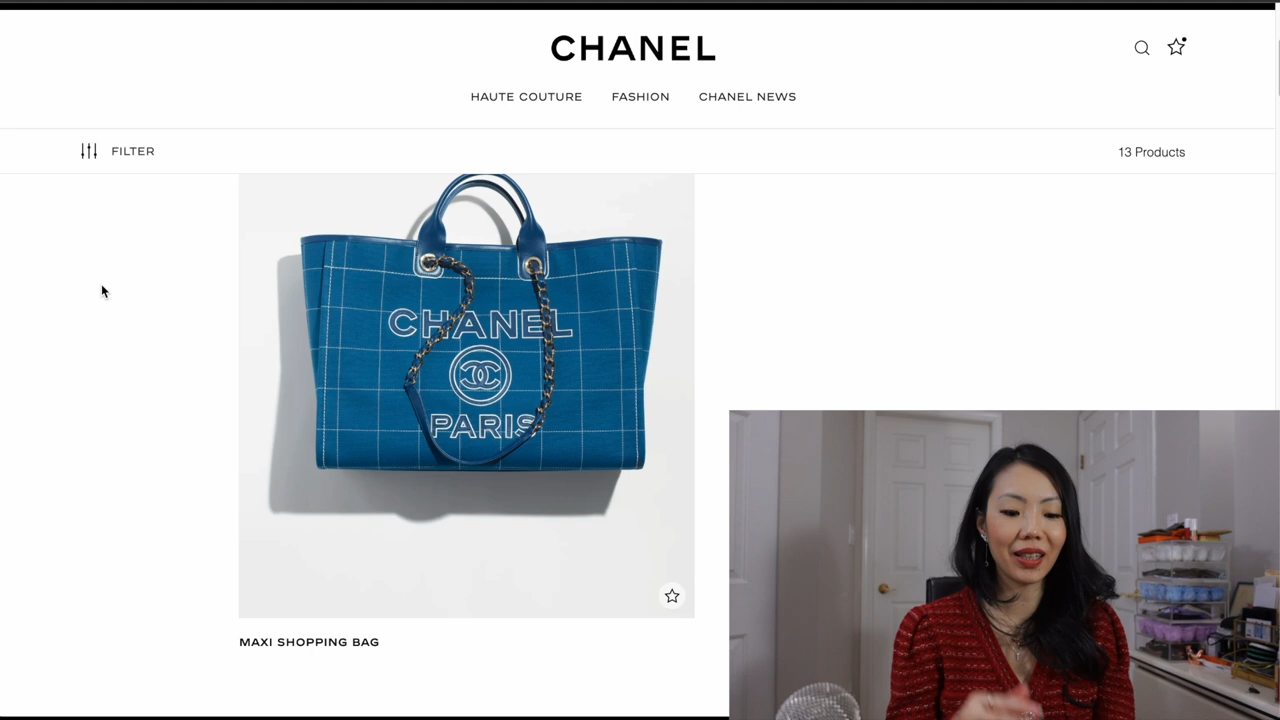 CHANEL
HAUTE COUTURE FASHION CHANEL NEWS
FILTER
13 Products
CHANEL
PARIS
MAXI SHOPPING BAG